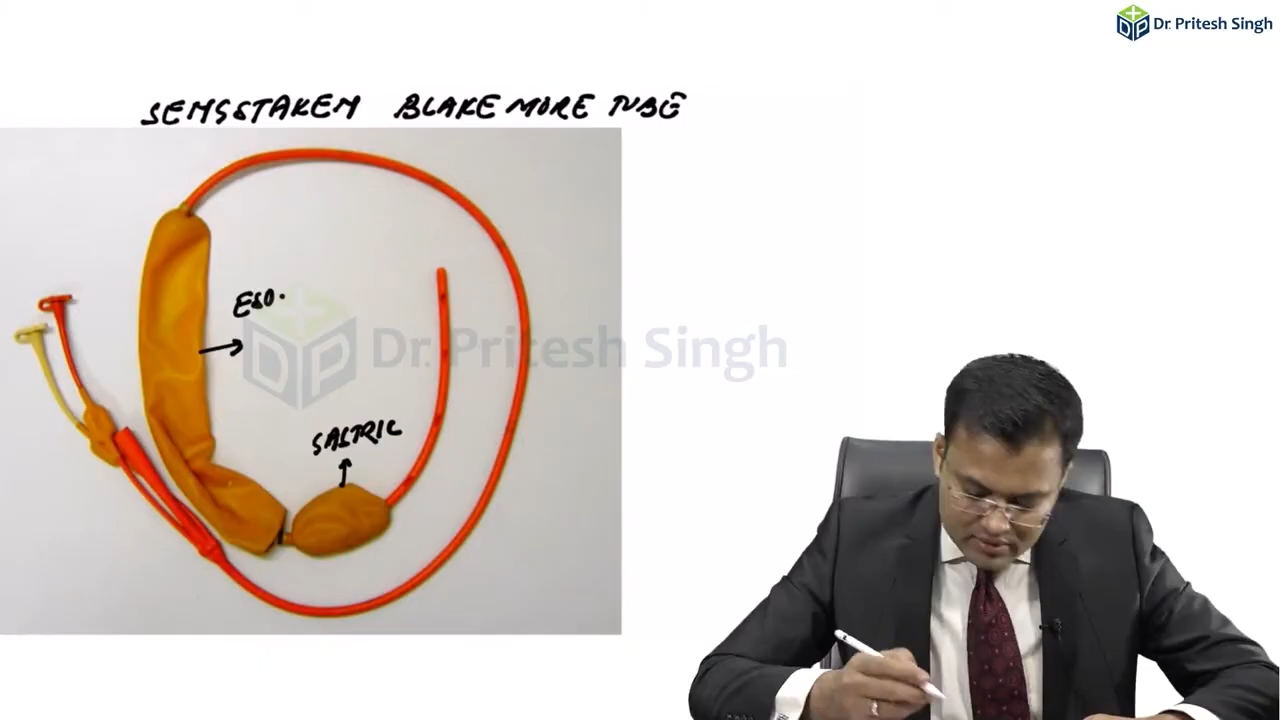 Dr. Pritesh Singh
SENGSTAKEN BLAKEMORE TUBE
ESO.
Dr. Pritesh Singh
GASTRIC